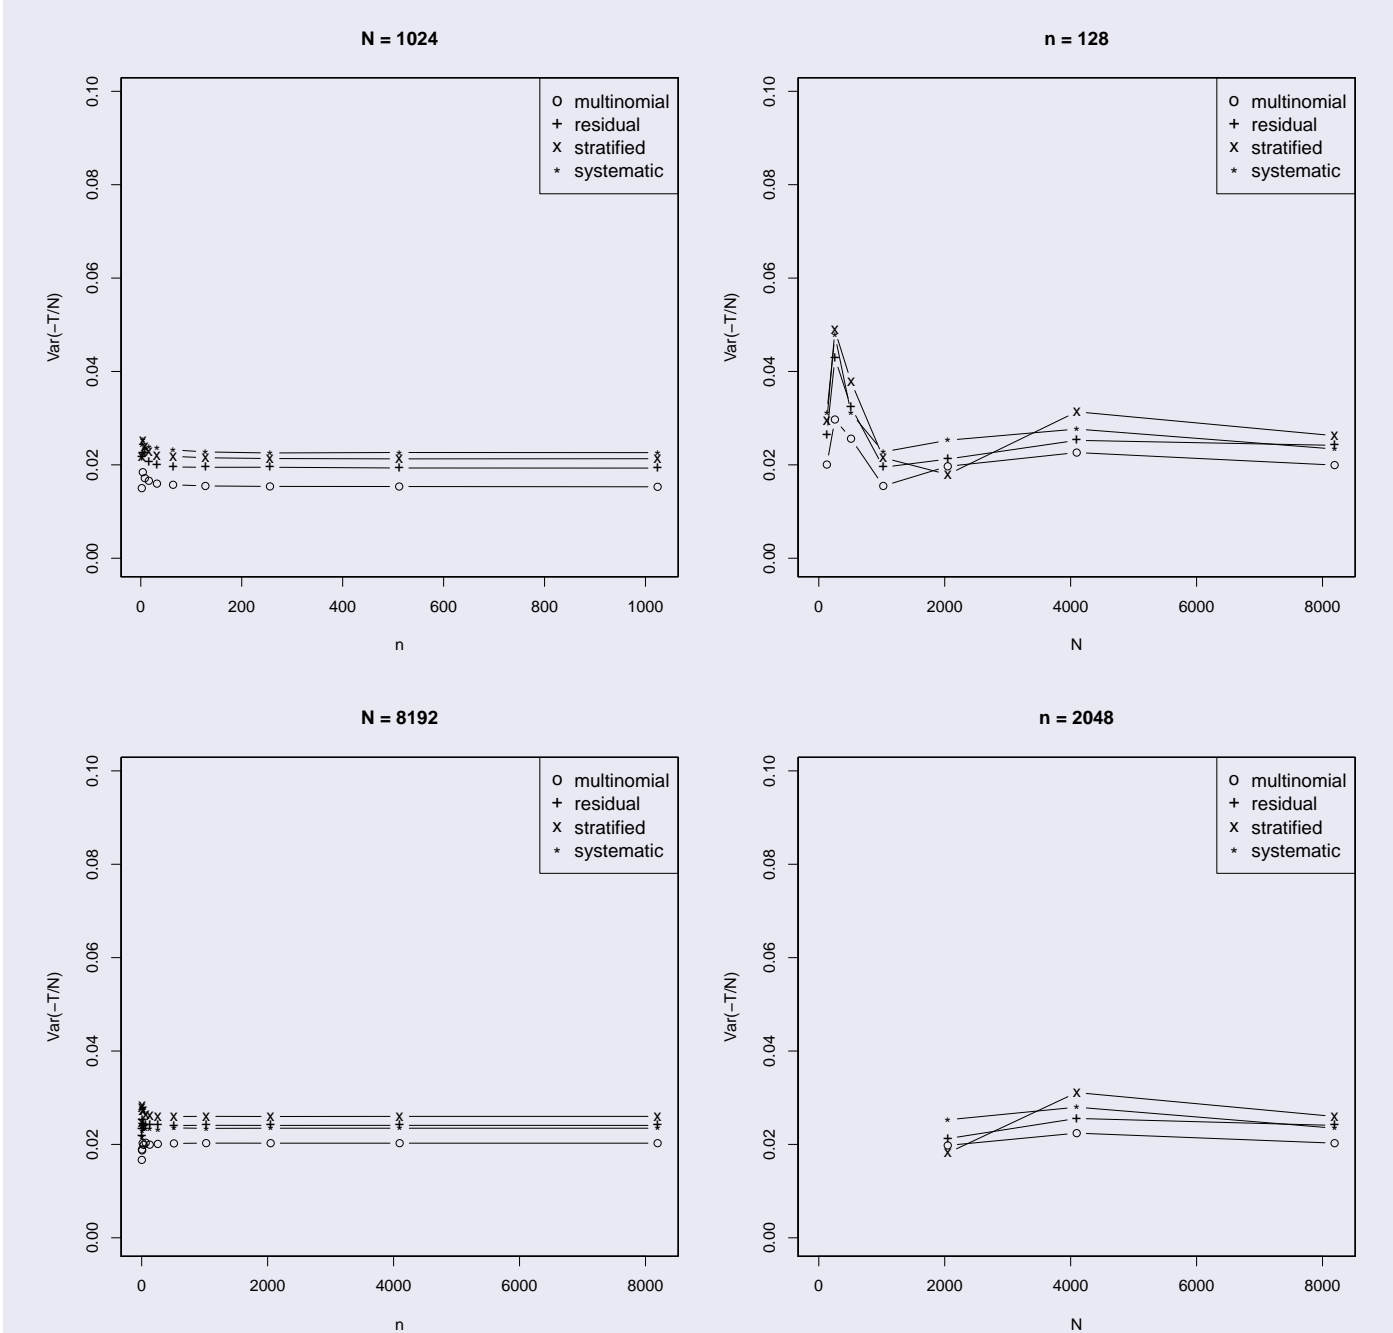 N = 1024
0.10
0.08
0.06
0.04
0.02
0.00
Var(−T/N)
o multinomial
+ residual
x stratified
* systematic
0 200 400 600 800 1000
n
n = 128
0.10
0.08
0.06
0.04
0.02
0.00
Var(−T/N)
o multinomial
+ residual
x stratified
* systematic
0 2000 4000 6000 8000
N
N = 8192
0.10
0.08
0.06
0.04
0.02
0.00
Var(−T/N)
o multinomial
+ residual
x stratified
* systematic
0 2000 4000 6000 8000
n
n = 2048
0.10
0.08
0.06
0.04
0.02
0.00
Var(−T/N)
o multinomial
+ residual
x stratified
* systematic
0 2000 4000 6000 8000
N